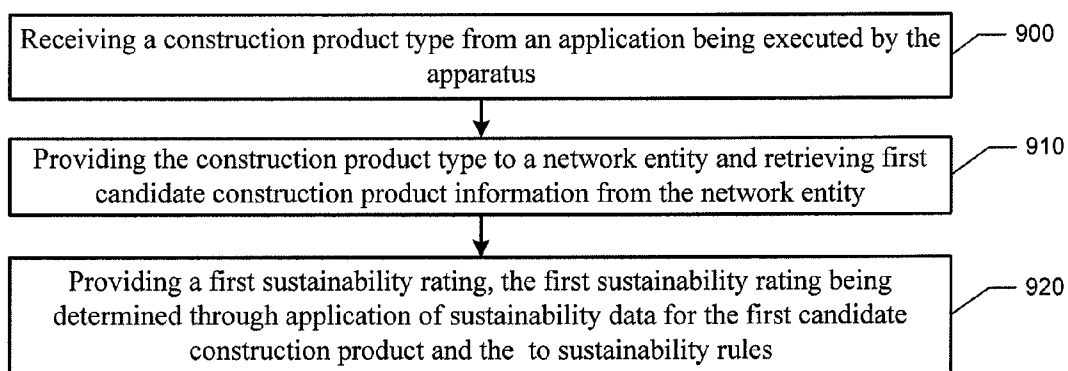 Receiving a construction product type from an application being executed by the
apparatus
900
Providing the construction product type to a network entity and retrieving first
candidate construction product information from the network entity
910
Providing a first sustainability rating, the first sustainability rating being
determined through application of sustainability data for the first candidate
construction product and the to sustainability rules
920